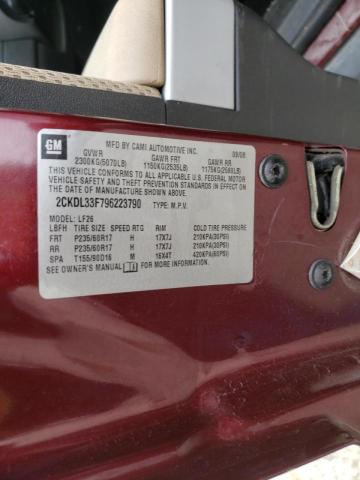 GM
MFD BY CAMI AUTOMOTIVE INC. 09/08
GVWR GAWR FRT GAWR RR
2300KG(5070LB) 1150KG(2535LB) 1175KG(2590LB)
THIS VEHICLE CONFORMS TO ALL APPLICABLE U.S. FEDERAL MOTOR
VEHICLE SAFETY AND THEFT PREVENTION STANDARDS IN EFFECT ON
THE DATE OF MANUFACTURE SHOWN ABOVE.
2CKDL33F796223790 TYPE: M.P.V.
MODEL: LF26
LBFH TIRE SIZE SPEED RTG RIM COLD TIRE PRESSURE
FRT P235/60R17 H 17X7J 210KPA(30PSI)
RR P235/60R17 H 17X7J 210KPA(30PSI)
SPA T155/90D16 M 16X4T 420KPA(60PSI)
SEE OWNER'S MANUAL